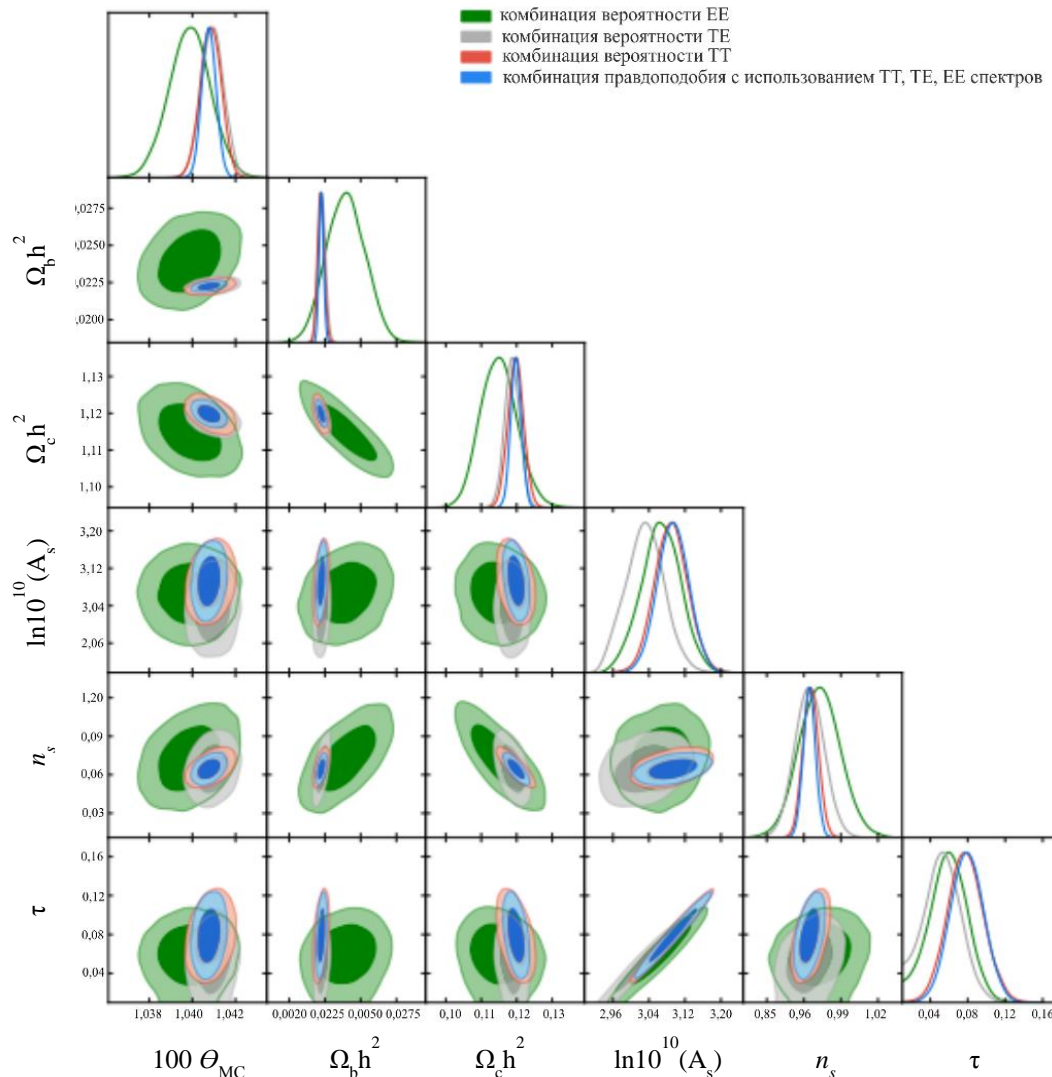 комбинация вероятности EE
комбинация вероятности TE
комбинация вероятности TT
комбинация правдоподобия с использованием TT, TE, EE спектров
Ω_b h^2
,0275
,0250
,0225
,0200
Ω_c h^2
1,13
1,12
1,11
1,10
ln10^10(A_s)
3,20
3,12
3,04
2,06
n_s
1,20
0,09
0,06
0,03
τ
0,16
0,12
0,08
0,04
1,038 1,040 1,042
0,0020 0,0225 0,0050 0,0275
0,10 0,11 0,12 0,13
2,96 3,04 3,12 3,20
0,85 0,96 0,99 1,02
0,04 0,08 0,12 0,16
100 Θ_MC Ω_b h^2 Ω_c h^2 ln10^10(A_s) n_s τ